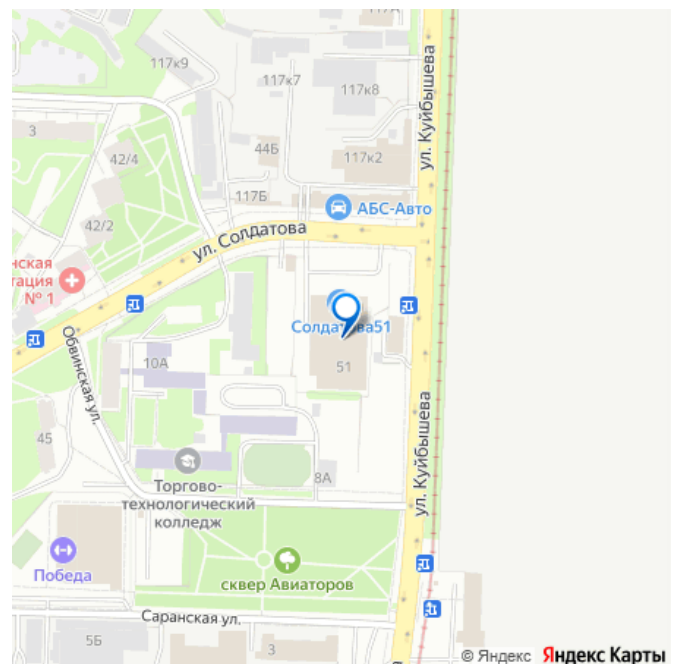 117А
117к9
117к7
117к8
ул. Куйбышева
3
44Б
42/4
117к2
117Б
АБС-Авто
42/2
ул. Солдатова
нская
тация
№ 1
Солдатова51
51
10А
Обвинская ул.
ул. Куйбышева
45
8А
Торгово-
технологический
колледж
Победа
сквер Авиаторов
Саранская ул.
5Б
3
© Яндекс Яндекс Карты